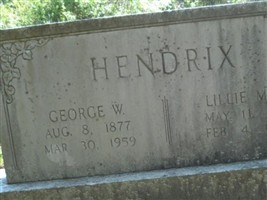 HENDRIX
GEORGE W.
AUG. 8, 1877
MAR. 30 1959
LILLIE
MAY 11
FEB 4